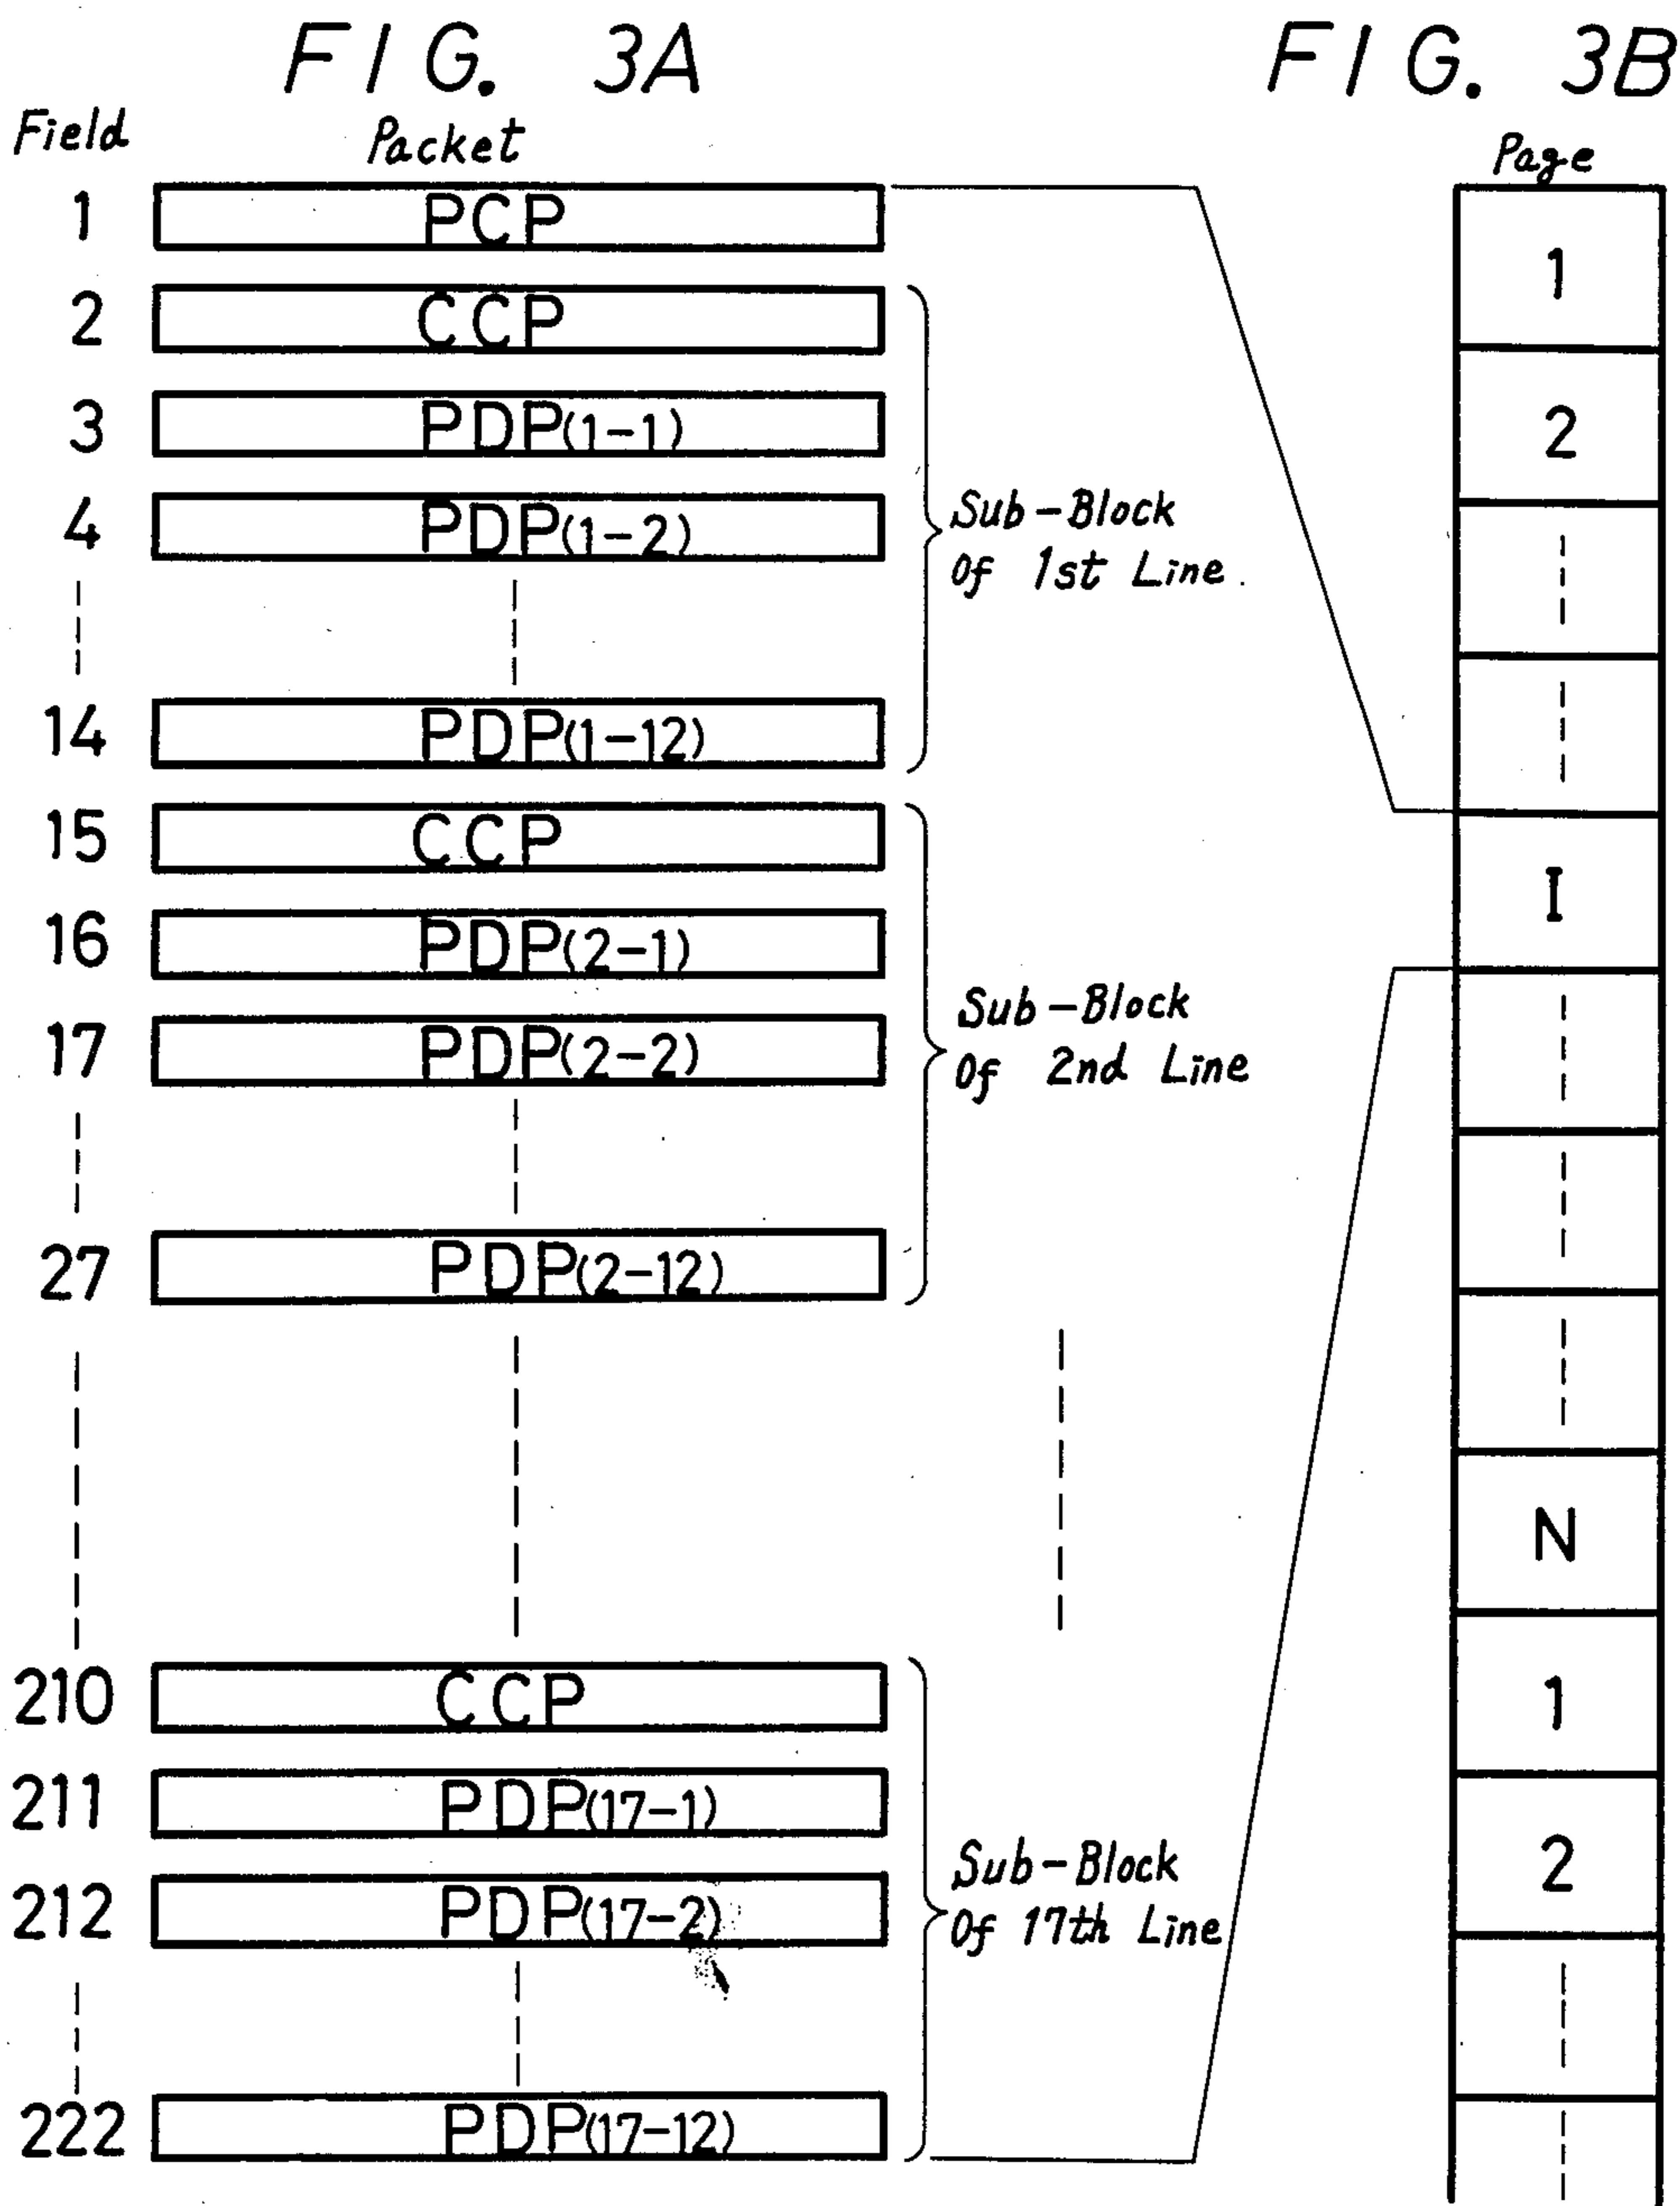 FIG. 3A
Field Packet
1 PCP
2 CCP
3 PDP(1-1)
4 PDP(1-2)
Sub-Block
Of 1st Line
14 PDP(1-12)
15 CCP
16 PDP(2-1)
17 PDP(2-2)
Sub-Block
Of 2nd Line
27 PDP(2-12)
210 CCP
211 PDP(17-1)
212 PDP(17-2)
Sub-Block
Of 17th Line
222 PDP(17-12)
FIG. 3B
Page
1
2
I
N
1
2